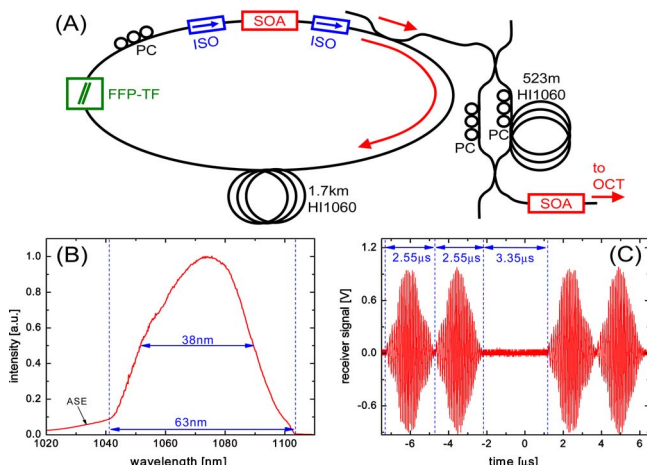 (A)
PC
ISO
SOA
ISO
FFP-TF
1.7km
HI1060
523m
HI1060
PC
PC
SOA
to
OCT
(B)
intensity [a.u.]
1.0
0.8
0.6
0.4
0.2
0.0
ASE
38nm
63nm
1020 1040 1060 1080 1100
wavelength [nm]
(C)
receiver signal [V]
1.2
0.6
0.0
-0.6
2.55µs 2.55µs 3.35µs
-6 -4 -2 0 2 4 6
time [µs]